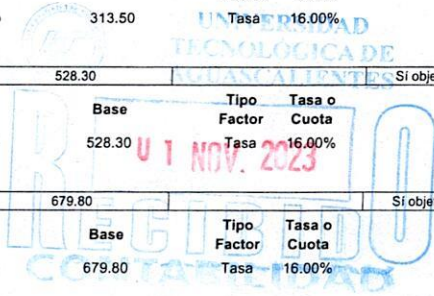 313.50 Tasa 16.00%
UNIVERSIDAD
TECNOLÓGICA DE
AGUASCALIENTES
528.30 Sí obje
Base Tipo Factor Tasa o Cuota
528.30 Tasa 16.00%
01 NOV. 2023
679.80 Sí obje
RECIBIDO
Base Tipo Factor Tasa o Cuota
679.80 Tasa 16.00%
CONTABILIDAD